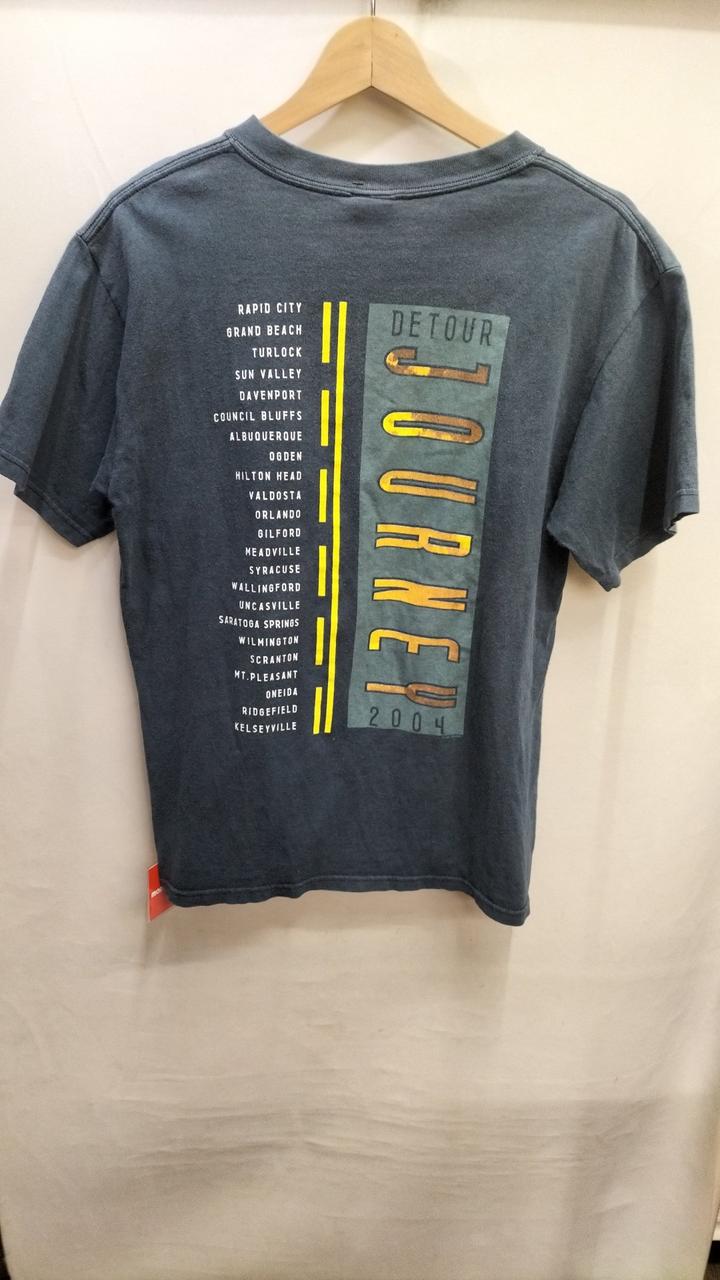 RAPID CITY
GRAND BEACH
TURLOCK
SUN VALLEY
DAVENPORT
COUNCIL BLUFFS
ALBUQUERQUE
OGDEN
HILTON HEAD
VALDOSTA
ORLANDO
GILFORD
MEADVILLE
SYRACUSE
WALLINGFORD
UNCASVILLE
SARATOGA SPRINGS
WILMINGTON
SCRANTON
MT.PLEASANT
ONEIDA
RIDGEFIELD
KELSEYVILLE
DETOUR
JOURNEY
2004